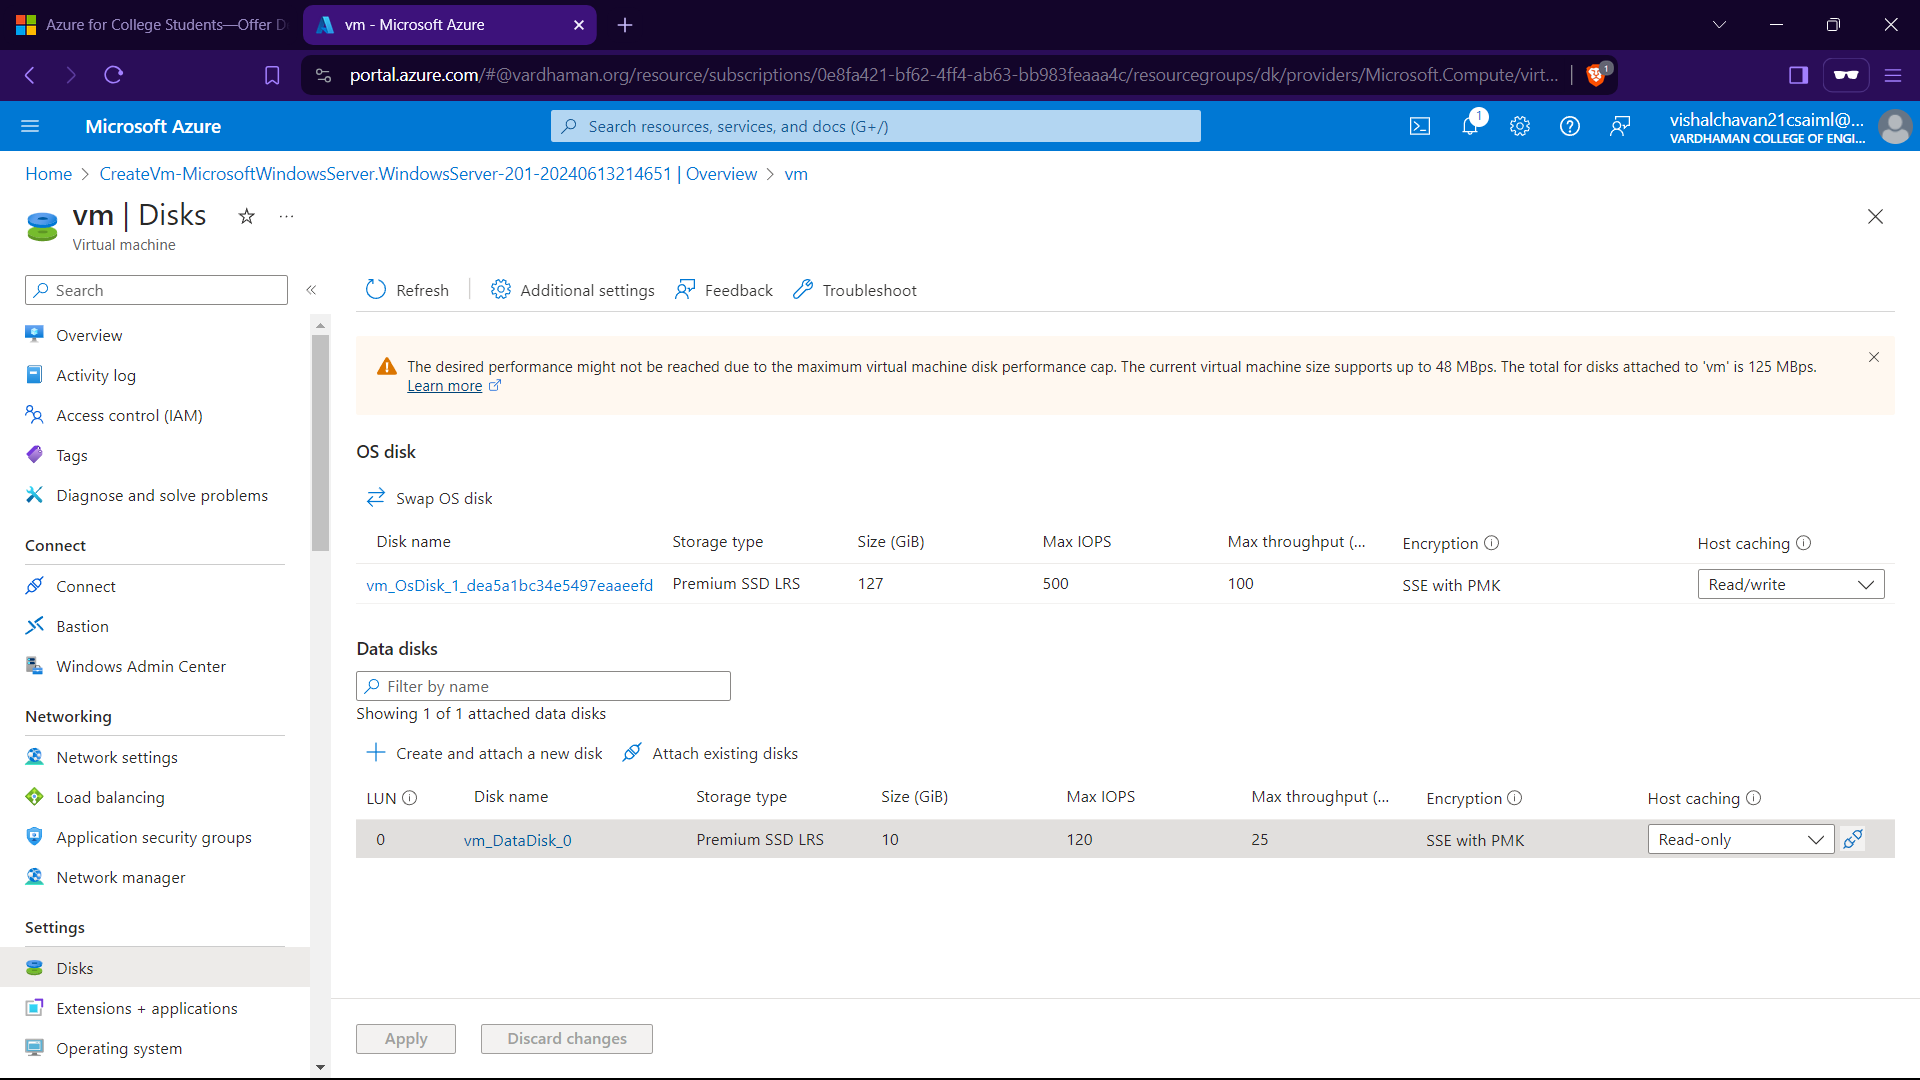 Azure for College Students—Offer D
vm - Microsoft Azure
portal.azure.com/#@vardhaman.org/resource/subscriptions/0e8fa421-bf62-4ff4-ab63-bb983feaaa4c/resourcegroups/dk/providers/Microsoft.Compute/virt...
1
Microsoft Azure
Search resources, services, and docs (G+/)
1
vishalchavan21csaiml@...
VARDHAMAN COLLEGE OF ENGI...
Home > CreateVm-MicrosoftWindowsServer.WindowsServer-201-20240613214651 | Overview > vm
vm | Disks
Virtual machine
Search
Overview
Activity log
Access control (IAM)
Tags
Diagnose and solve problems
Connect
Connect
Bastion
Windows Admin Center
Networking
Network settings
Load balancing
Application security groups
Network manager
Settings
Disks
Extensions + applications
Operating system
Refresh
Additional settings
Feedback
Troubleshoot
The desired performance might not be reached due to the maximum virtual machine disk performance cap. The current virtual machine size supports up to 48 MBps. The total for disks attached to 'vm' is 125 MBps.
Learn more
OS disk
Swap OS disk
Disk name Storage type Size (GiB) Max IOPS Max throughput (... Encryption Host caching
vm_OsDisk_1_dea5a1bc34e5497eaaeefd Premium SSD LRS 127 500 100 SSE with PMK Read/write
Data disks
Filter by name
Showing 1 of 1 attached data disks
Create and attach a new disk Attach existing disks
LUN Disk name Storage type Size (GiB) Max IOPS Max throughput (... Encryption Host caching
0 vm_DataDisk_0 Premium SSD LRS 10 120 25 SSE with PMK Read-only
Apply
Discard changes